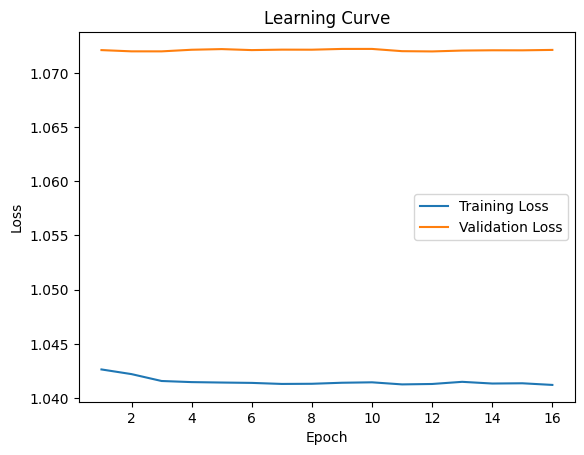 Learning Curve
1.070
1.065
1.060
1.055
1.050
1.045
1.040
Loss
Training Loss
Validation Loss
2 4 6 8 10 12 14 16
Epoch